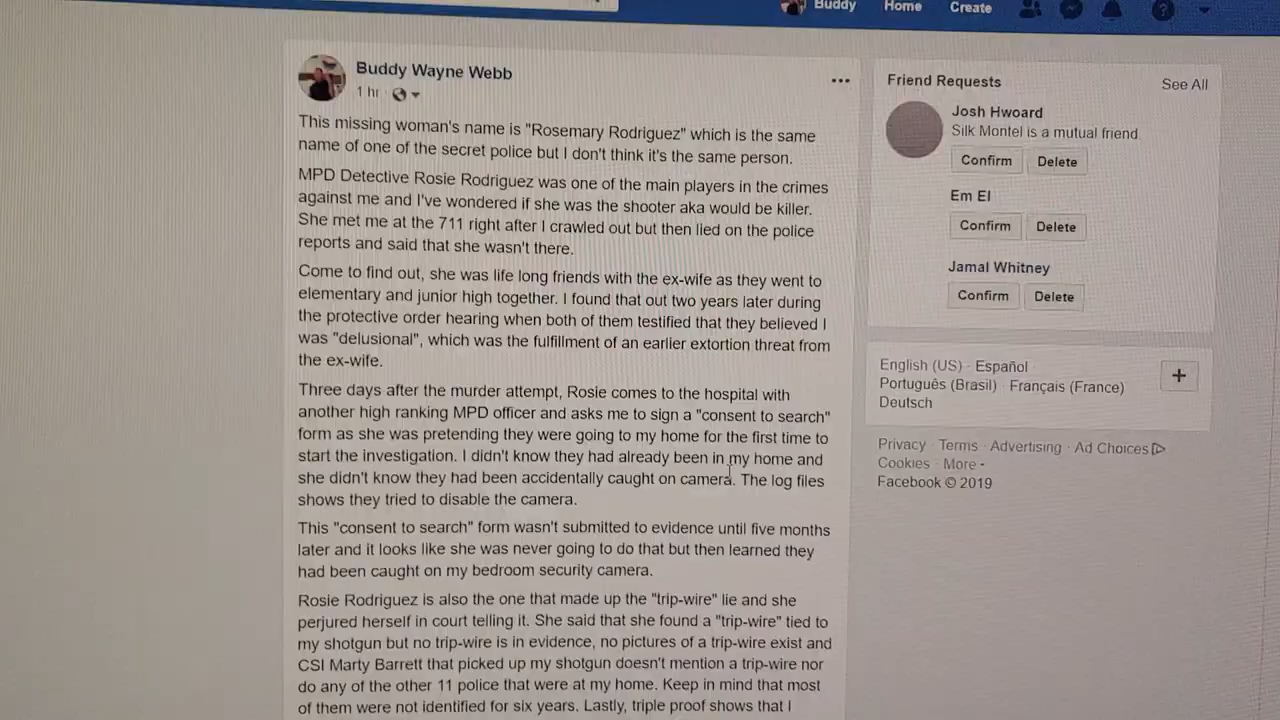 Buddy
Home
Create
Buddy Wayne Webb
1 hr ·
This missing woman's name is "Rosemary Rodriguez" which is the same
name of one of the secret police but I don't think it's the same person.
MPD Detective Rosie Rodriguez was one of the main players in the crimes
against me and I've wondered if she was the shooter aka would be killer.
She met me at the 711 right after I crawled out but then lied on the police
reports and said that she wasn't there.
Come to find out, she was life long friends with the ex-wife as they went to
elementary and junior high together. I found that out two years later during
the protective order hearing when both of them testified that they believed I
was "delusional", which was the fulfillment of an earlier extortion threat from
the ex-wife.
Three days after the murder attempt, Rosie comes to the hospital with
another high ranking MPD officer and asks me to sign a "consent to search"
form as she was pretending they were going to my home for the first time to
start the investigation. I didn't know they had already been in my home and
she didn't know they had been accidentally caught on camera. The log files
shows they tried to disable the camera.
This "consent to search" form wasn't submitted to evidence until five months
later and it looks like she was never going to do that but then learned they
had been caught on my bedroom security camera.
Rosie Rodriguez is also the one that made up the "trip-wire" lie and she
perjured herself in court telling it. She said that she found a "trip-wire" tied to
my shotgun but no trip-wire is in evidence, no pictures of a trip-wire exist and
CSI Marty Barrett that picked up my shotgun doesn't mention a trip-wire nor
do any of the other 11 police that were at my home. Keep in mind that most
of them were not identified for six years. Lastly, triple proof shows that I
Friend Requests
See All
Josh Hwoard
Silk Montel is a mutual friend.
Confirm
Delete
Em El
Confirm
Delete
Jamal Whitney
Confirm
Delete
English (US) · Español
Português (Brasil) · Français (France)
Deutsch
+
Privacy · Terms · Advertising · Ad Choices
Cookies · More
Facebook © 2019